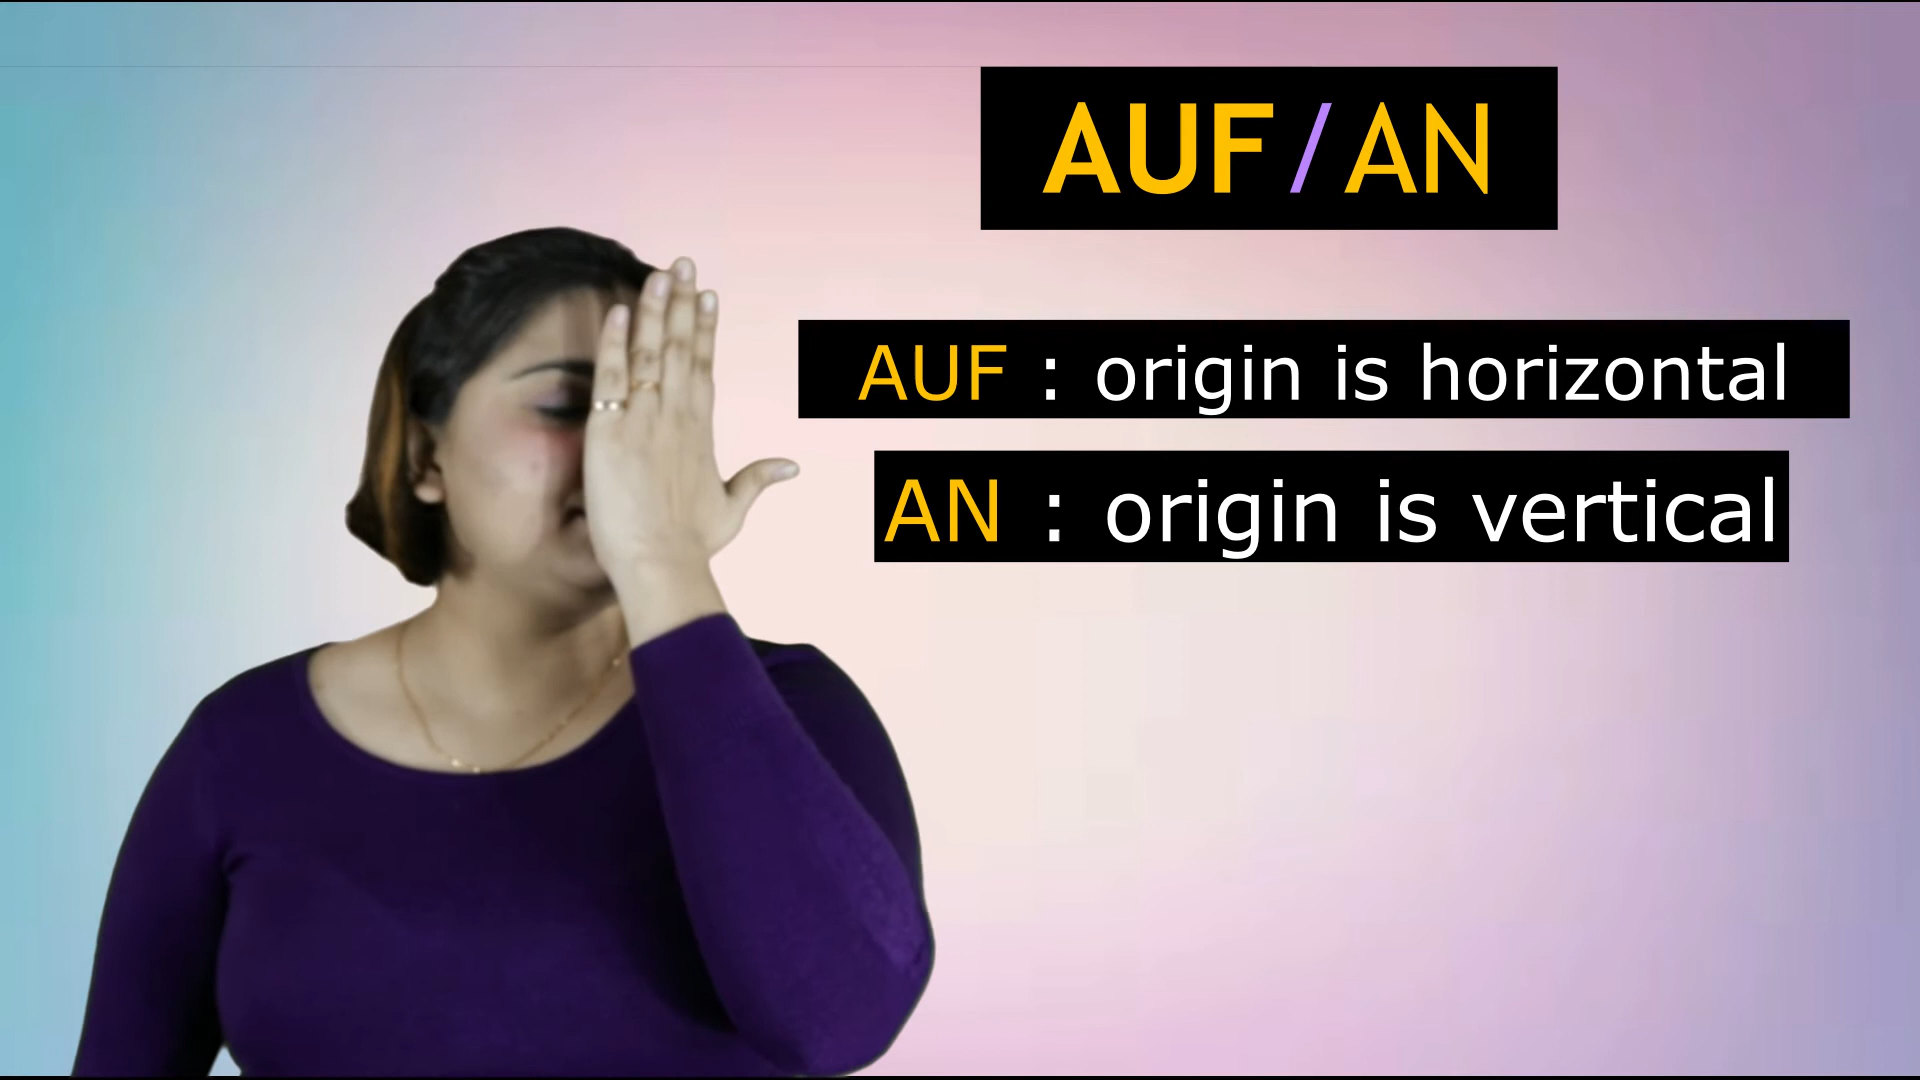 AUF/AN
AUF : origin is horizontal
AN : origin is vertical